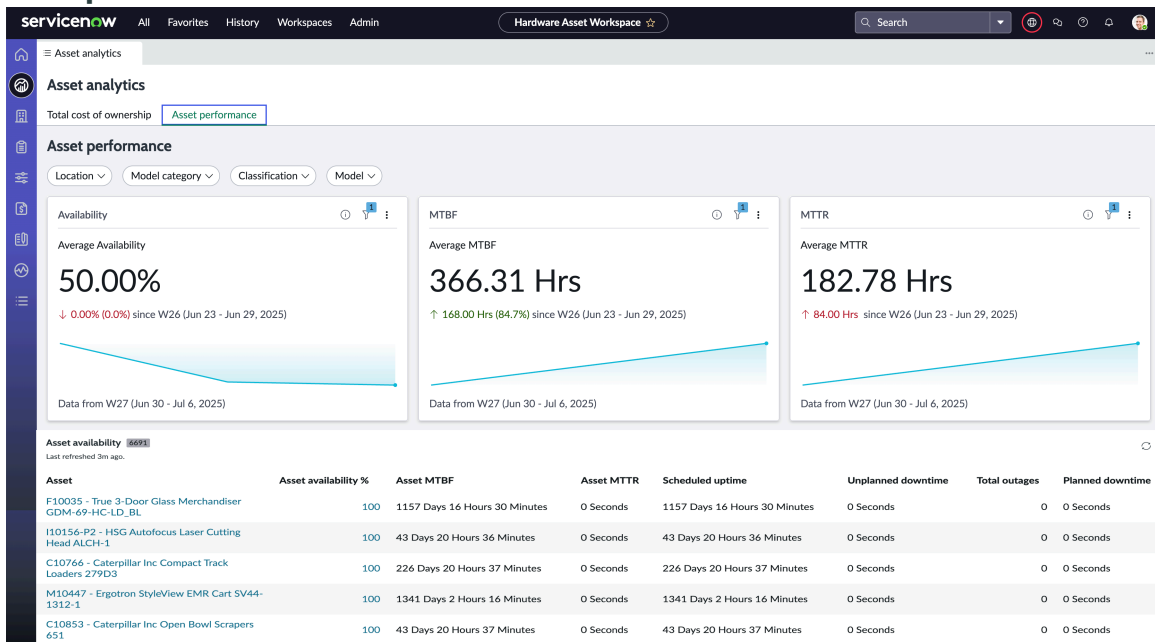 servicenow All Favorites History Workspaces Admin Hardware Asset Workspace Search
Asset analytics
Asset analytics
Total cost of ownership Asset performance
Asset performance
Location Model category Classification Model
Availability 1 MTBF 1 MTTR 1
Average Availability Average MTBF Average MTTR
50.00% 366.31 Hrs 182.78 Hrs
↓ 0.00% (0.0%) since W26 (Jun 23 - Jun 29, 2025) ↑ 168.00 Hrs (84.7%) since W26 (Jun 23 - Jun 29, 2025) ↑ 84.00 Hrs since W26 (Jun 23 - Jun 29, 2025)
Data from W27 (Jun 30 - Jul 6, 2025) Data from W27 (Jun 30 - Jul 6, 2025) Data from W27 (Jun 30 - Jul 6, 2025)
Asset availability 6691
Last refreshed 3m ago.
Asset Asset availability % Asset MTBF Asset MTTR Scheduled uptime Unplanned downtime Total outages Planned downtime
F10035 - True 3-Door Glass Merchandiser
GDM-69-HC-LD_BL 100 1157 Days 16 Hours 30 Minutes 0 Seconds 1157 Days 16 Hours 30 Minutes 0 Seconds 0 0 Seconds
I10156-P2 - HSG Autofocus Laser Cutting
Head ALCH-1 100 43 Days 20 Hours 36 Minutes 0 Seconds 43 Days 20 Hours 36 Minutes 0 Seconds 0 0 Seconds
C10766 - Caterpillar Inc Compact Track
Loaders 279D3 100 226 Days 20 Hours 37 Minutes 0 Seconds 226 Days 20 Hours 37 Minutes 0 Seconds 0 0 Seconds
M10447 - Ergotron StyleView EMR Cart SV44-
1312-1 100 1341 Days 2 Hours 16 Minutes 0 Seconds 1341 Days 2 Hours 16 Minutes 0 Seconds 0 0 Seconds
C10853 - Caterpillar Inc Open Bowl Scrapers
651 100 43 Days 20 Hours 37 Minutes 0 Seconds 43 Days 20 Hours 37 Minutes 0 Seconds 0 0 Seconds